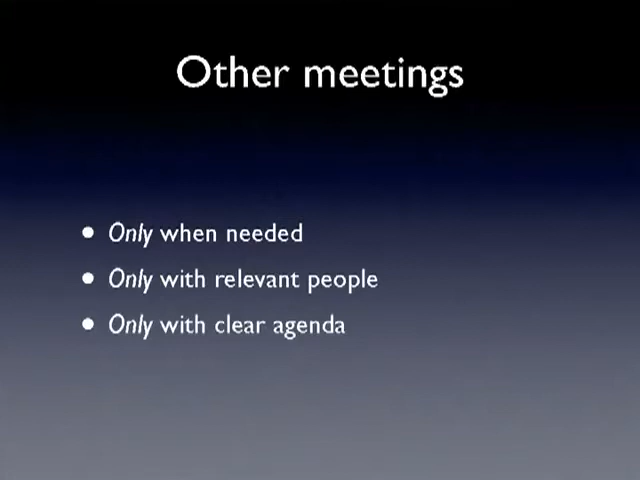 Other meetings
• Only when needed
• Only with relevant people
• Only with clear agenda